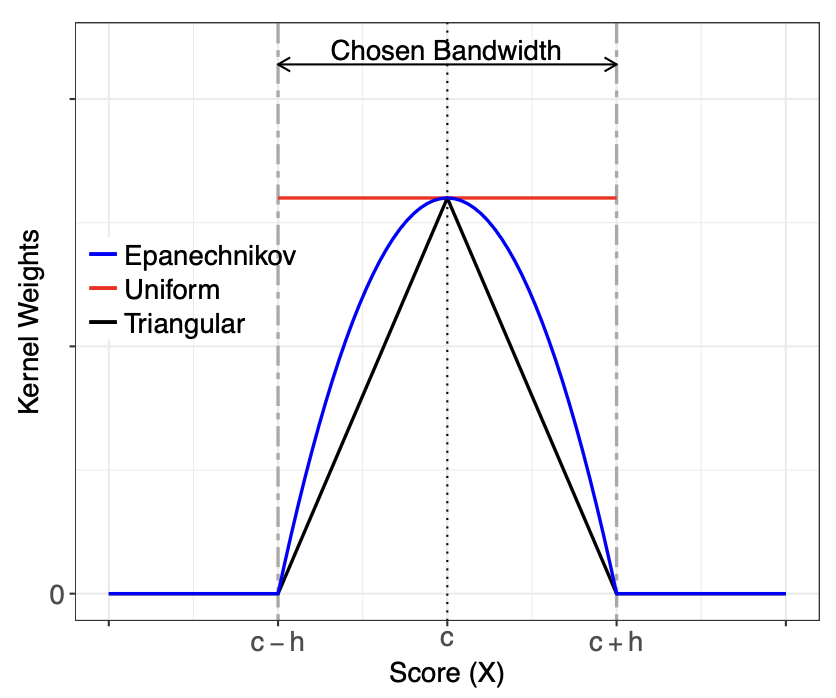 Chosen Bandwidth
Kernel Weights
Epanechnikov
Uniform
Triangular
0
c − h
c
c + h
Score (X)